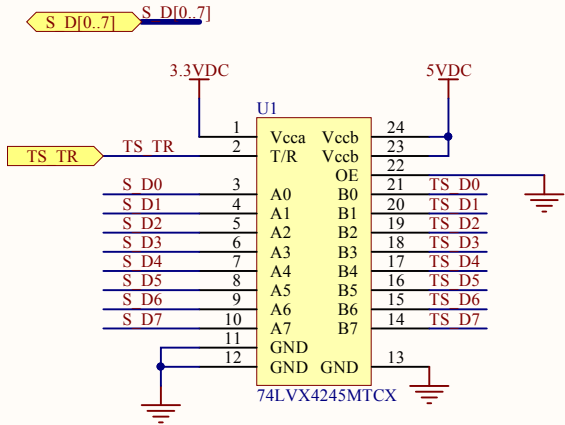 S_D[0..7] S_D[0..7]
3.3VDC 5VDC
U1
1 Vcca Vccb 24
TS_TR TS_TR 2 T/R Vccb 23
OE 22
S_D0 3 A0 B0 21 TS_D0
S_D1 4 A1 B1 20 TS_D1
S_D2 5 A2 B2 19 TS_D2
S_D3 6 A3 B3 18 TS_D3
S_D4 7 A4 B4 17 TS_D4
S_D5 8 A5 B5 16 TS_D5
S_D6 9 A6 B6 15 TS_D6
S_D7 10 A7 B7 14 TS_D7
11 GND
12 GND GND 13
74LVX4245MTCX